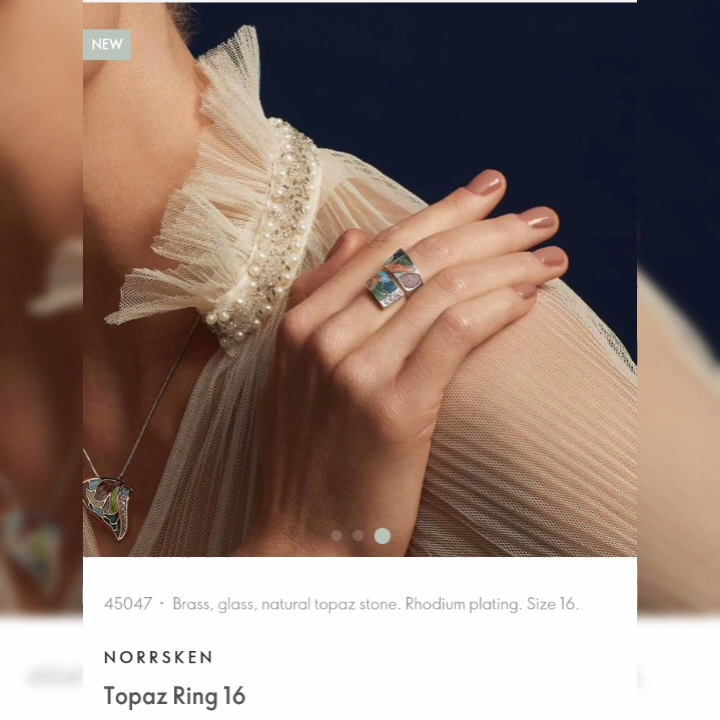 NEW
45047 · Brass, glass, natural topaz stone. Rhodium plating. Size 16.
NORRSKEN
Topaz Ring 16